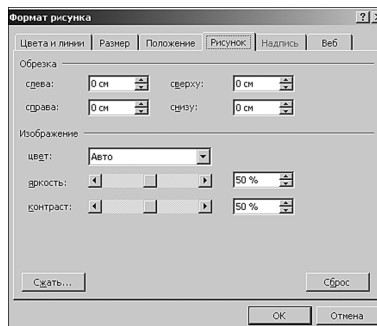 Формат рисунка
Цвета и линии Размер Положение Рисунок Надпись Веб
Обрезка
слева: 0 см сверху: 0 см
справа: 0 см снизу: 0 см
Изображение
цвет: Авто
яркость: 50 %
контраст: 50 %
Сжать... Сброс
ОК Отмена